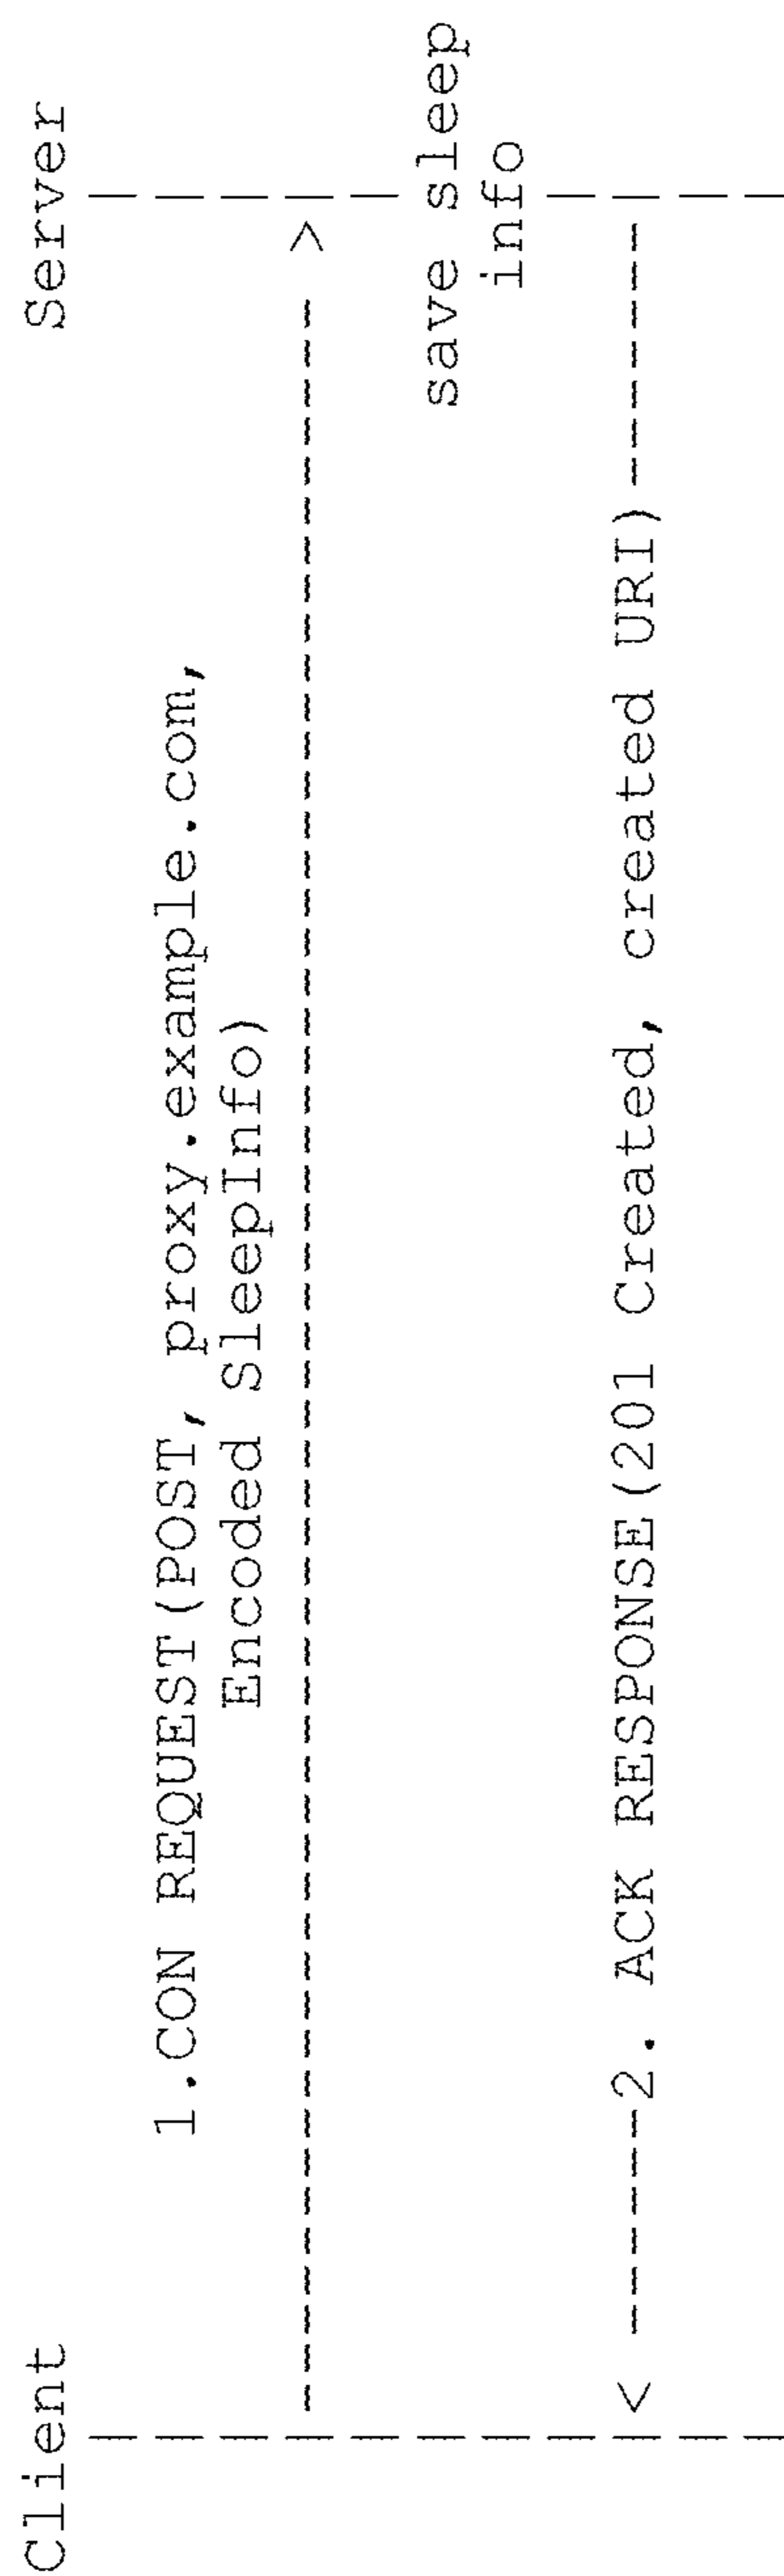 Client Server
1.CON REQUEST(POST, proxy.example.com,
Encoded SleepInfo)
------------------------------------------>
save sleep
info
< -------2. ACK RESPONSE(201 Created, created URI)-------